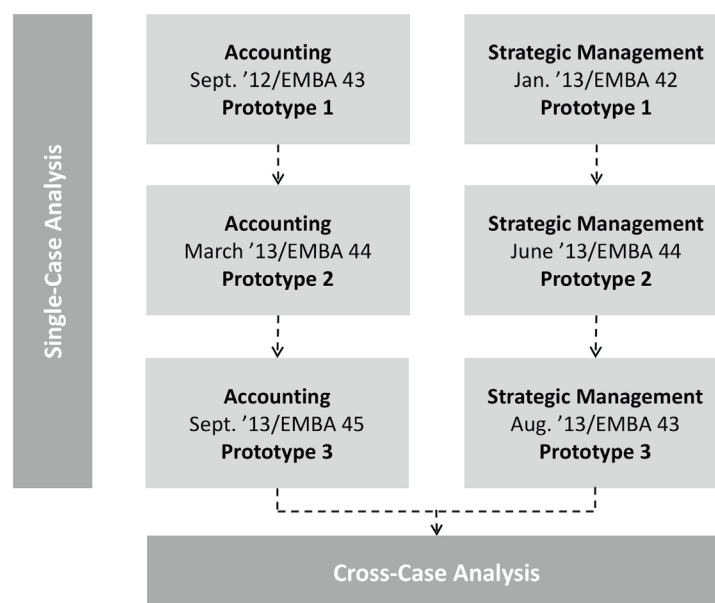 Single-Case Analysis
Accounting
Sept. ’12/EMBA 43
Prototype 1
Strategic Management
Jan. ’13/EMBA 42
Prototype 1
Accounting
March ’13/EMBA 44
Prototype 2
Strategic Management
June ’13/EMBA 44
Prototype 2
Accounting
Sept. ’13/EMBA 45
Prototype 3
Strategic Management
Aug. ’13/EMBA 43
Prototype 3
Cross-Case Analysis